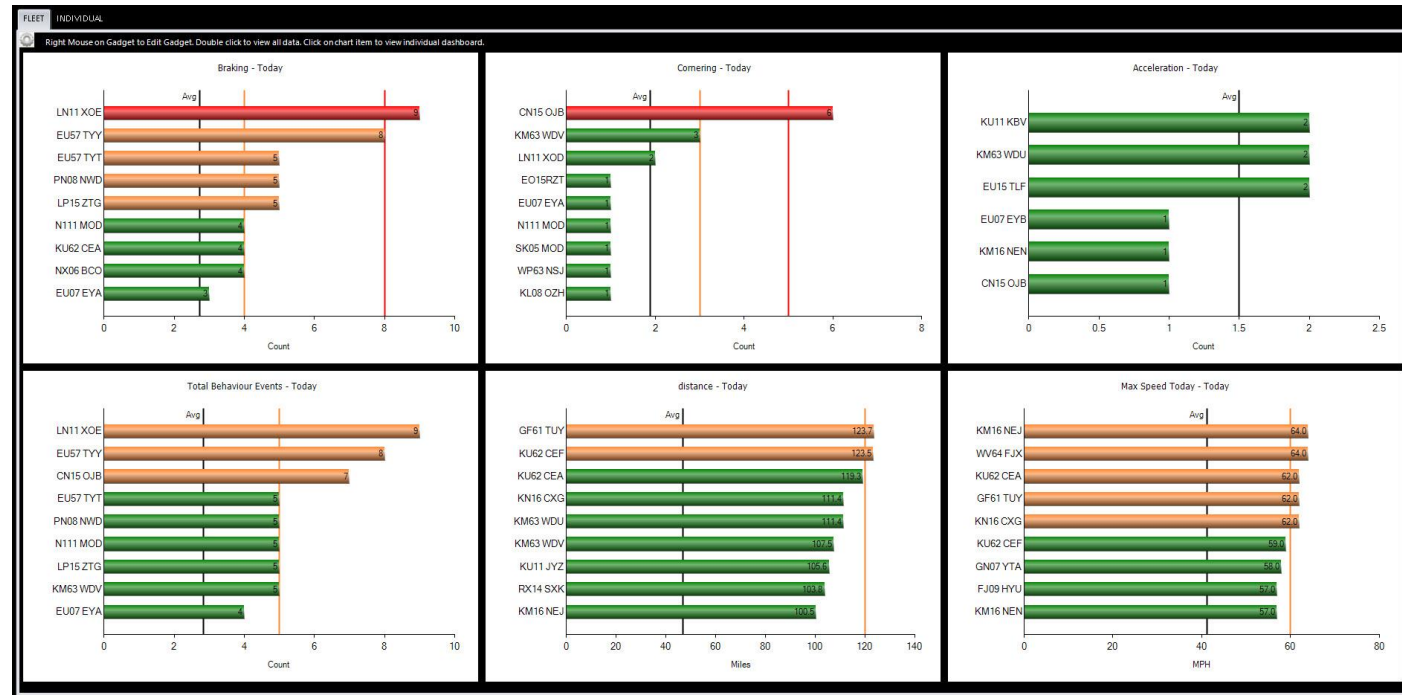 FLEET INDIVIDUAL
Right Mouse on Gadget to Edit Gadget. Double click to view all data. Click on chart item to view individual dashboard.
Braking - Today
Avg
LN11 XOE 9
EU57 TYY 8
EU57 TYT 5
PN08 NWD 5
LP15 ZTG 5
N111 MOD 4
KU62 CEA 4
NX06 BCO 4
EU07 EYA 3
0 2 4 6 8 10
Count
Cornering - Today
Avg
CN15 OJB 6
KM63 WDV 3
LN11 XOD 2
EO15RZT 1
EU07 EYA 1
N111 MOD 1
SK05 MOD 1
WP63 NSJ 1
KL08 OZH 1
0 2 4 6 8
Count
Acceleration - Today
Avg
KU11 KBV 2
KM63 WDU 2
EU15 TLF 2
EU07 EYB 1
KM16 NEN 1
CN15 OJB 1
0 0.5 1 1.5 2 2.5
Count
Total Behaviour Events - Today
Avg
LN11 XOE 9
EU57 TYY 8
CN15 OJB 7
EU57 TYT 5
PN08 NWD 5
N111 MOD 5
LP15 ZTG 5
KM63 WDV 5
EU07 EYA 4
0 2 4 6 8 10
Count
distance - Today
Avg
GF61 TUY 123.7
KU62 CEF 123.5
KU62 CEA 119.3
KN16 CXG 111.4
KM63 WDU 111.4
KM63 WDV 107.5
KU11 JYZ 105.6
RX14 SXK 103.8
KM16 NEJ 100.5
0 20 40 60 80 100 120 140
Miles
Max Speed Today - Today
Avg
KM16 NEJ 64.0
WV64 FJX 64.0
KU62 CEA 62.0
GF61 TUY 62.0
KN16 CXG 62.0
KU62 CEF 59.0
GN07 YTA 58.0
FJ09 HYU 57.0
KM16 NEN 57.0
0 20 40 60 80
MPH